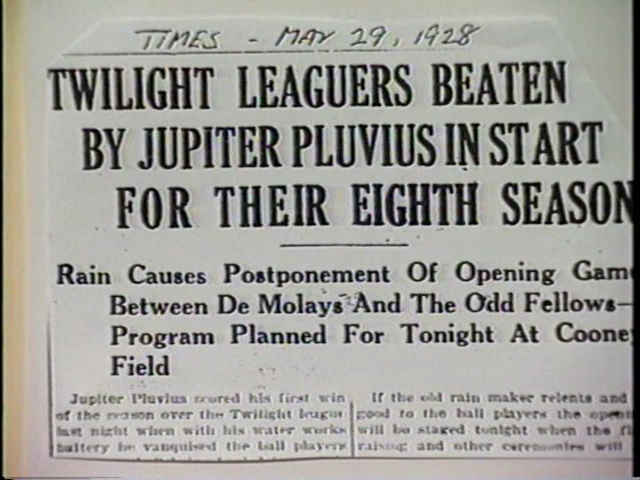 TIMES - MAY 29, 1928
TWILIGHT LEAGUERS BEATEN
BY JUPITER PLUVIUS IN START
FOR THEIR EIGHTH SEASON
Rain Causes Postponement Of Opening Game
Between De Molays And The Odd Fellows—
Program Planned For Tonight At Cooney
Field
Jupiter Pluvius scored his first win
of the season over the Twilight league
last night when with his water works
battery he vanquised the ball players
If the old rain maker relents and
good to the ball players the openi
will be staged tonight when the fl
raising and other ceremonies will